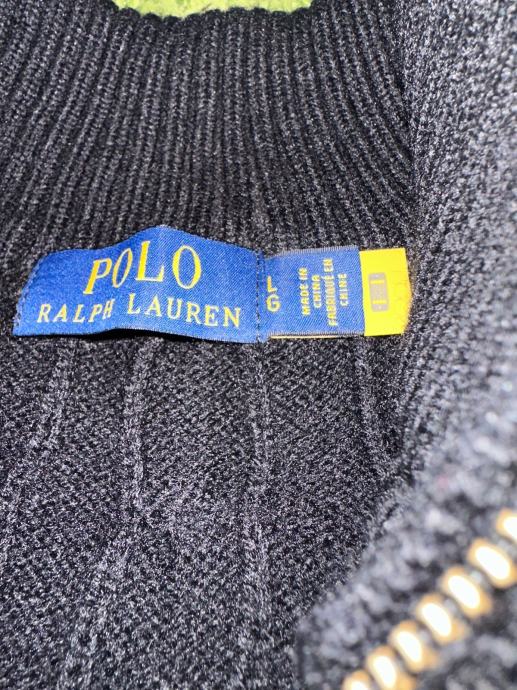 POLO
RALPH LAUREN
L
G
MADE IN
CHINA
FABRIQUÉ EN
CHINE